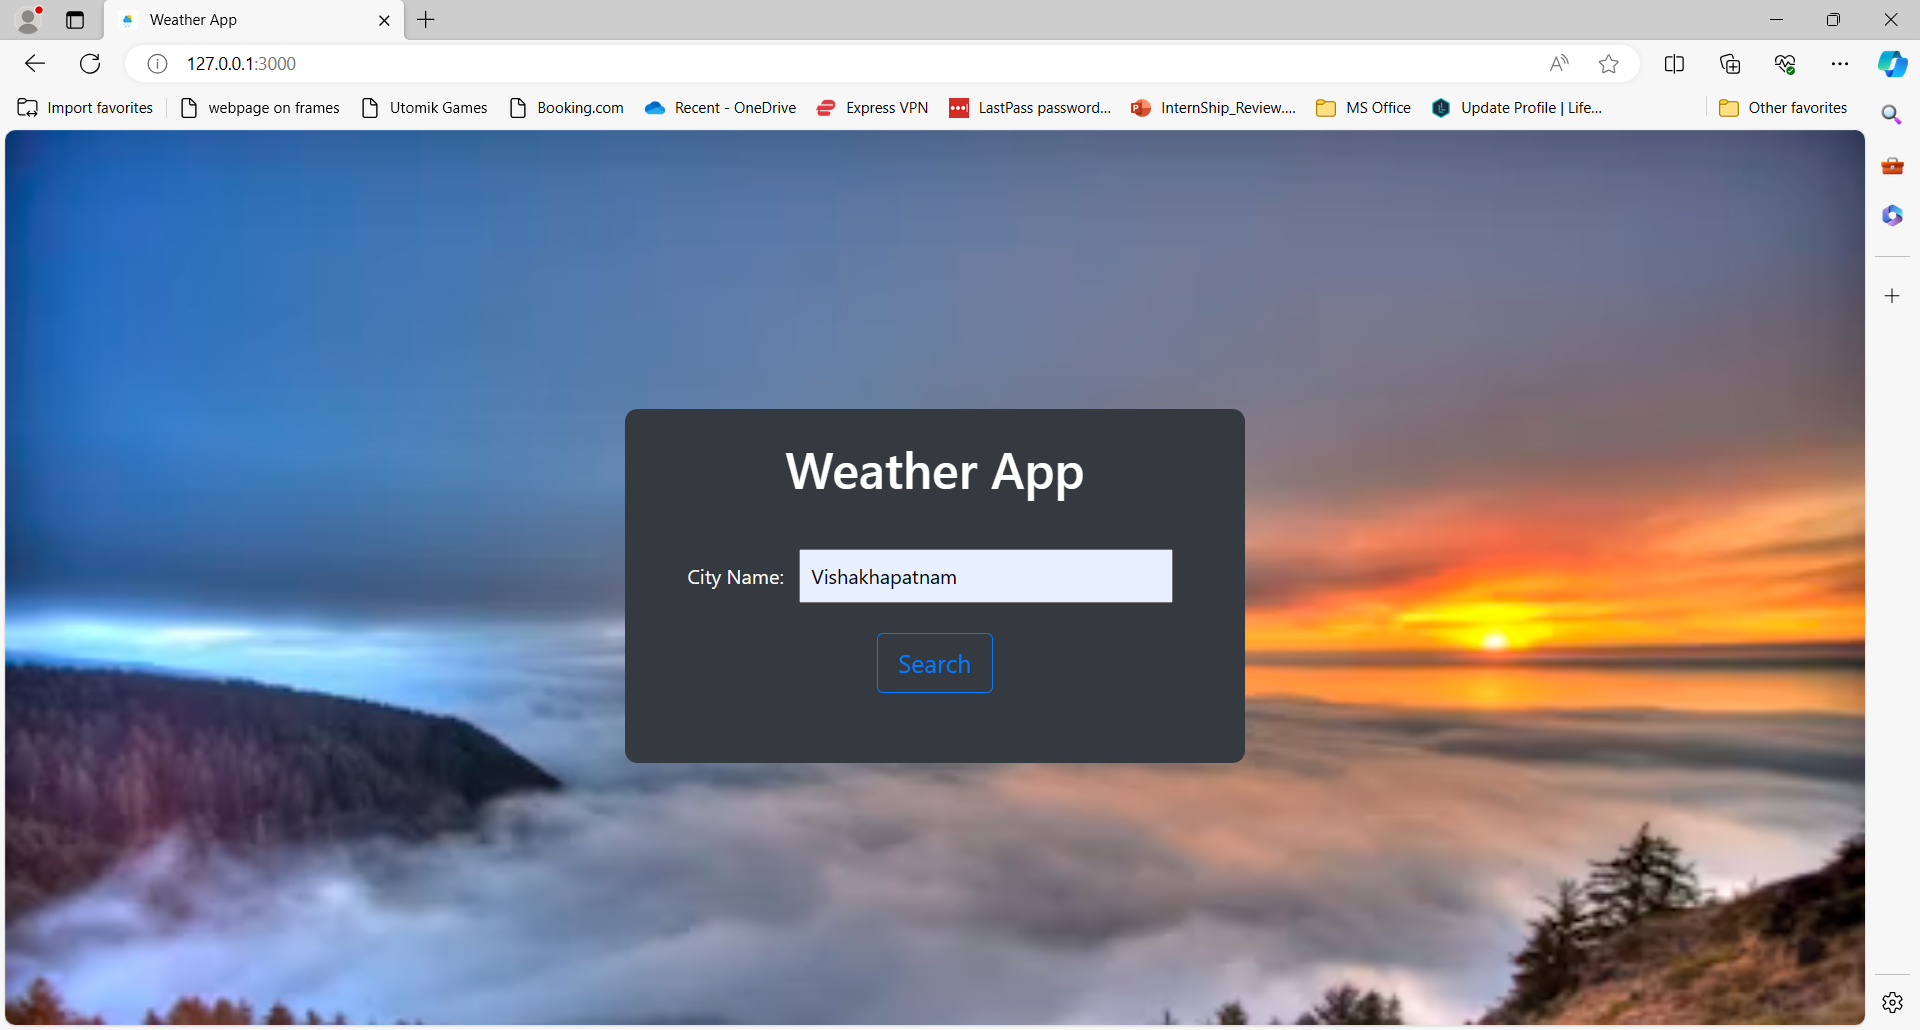 Weather App
127.0.0.1:3000
Import favorites webpage on frames Utomik Games Booking.com Recent - OneDrive Express VPN LastPass password... InternShip_Review.... MS Office Update Profile | Life... Other favorites
Weather App
City Name: Vishakhapatnam
Search